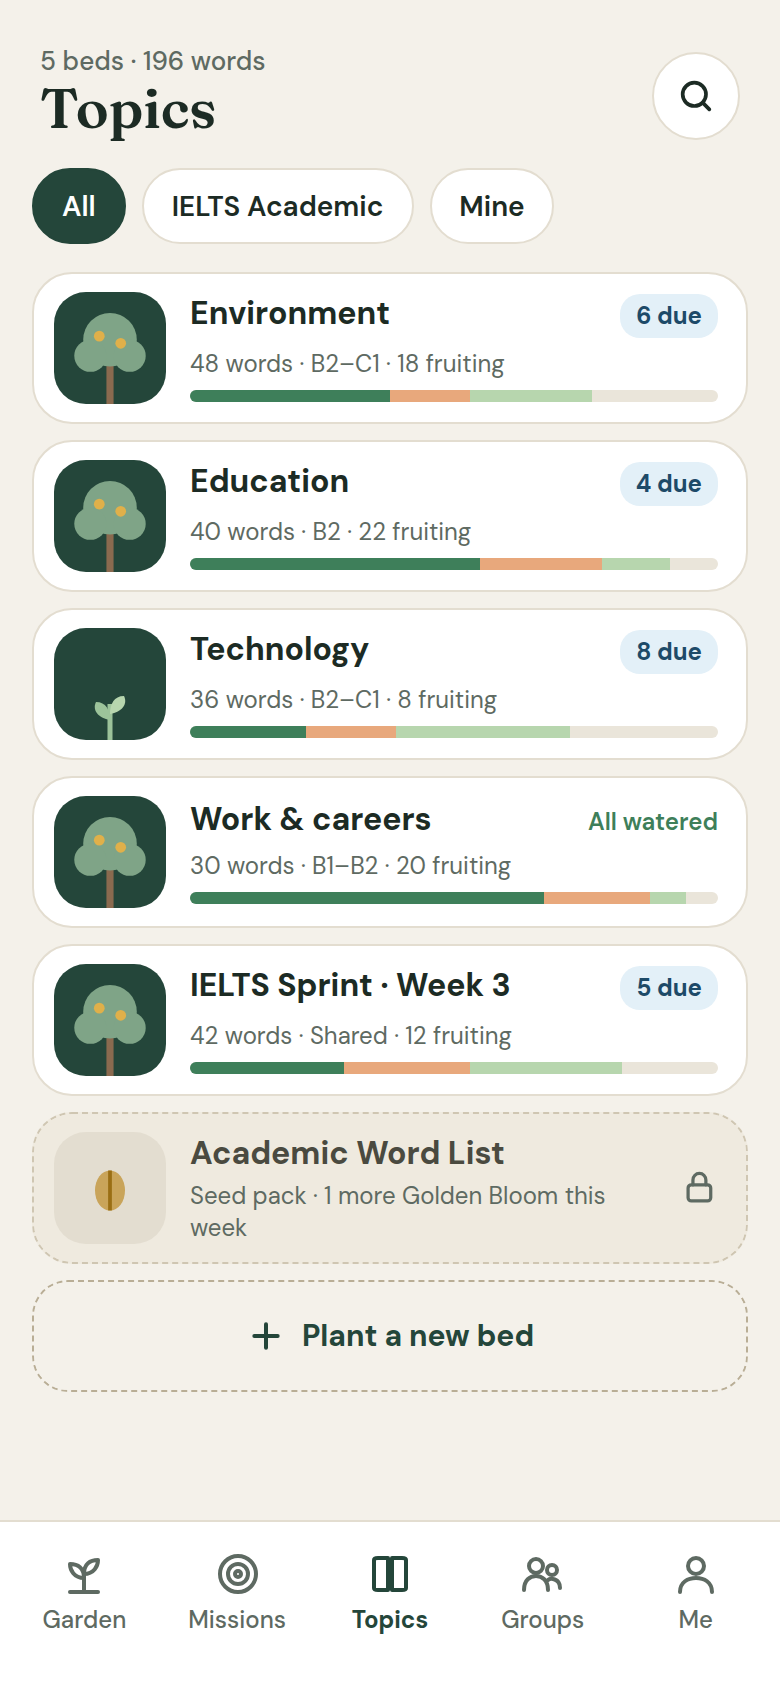 5 beds · 196 words
Topics
All
IELTS Academic
Mine
Environment
6 due
48 words · B2–C1 · 18 fruiting
Education
4 due
40 words · B2 · 22 fruiting
Technology
8 due
36 words · B2–C1 · 8 fruiting
Work & careers
All watered
30 words · B1–B2 · 20 fruiting
IELTS Sprint · Week 3
5 due
42 words · Shared · 12 fruiting
Academic Word List
Seed pack · 1 more Golden Bloom this
week
Plant a new bed
Garden
Missions
Topics
Groups
Me